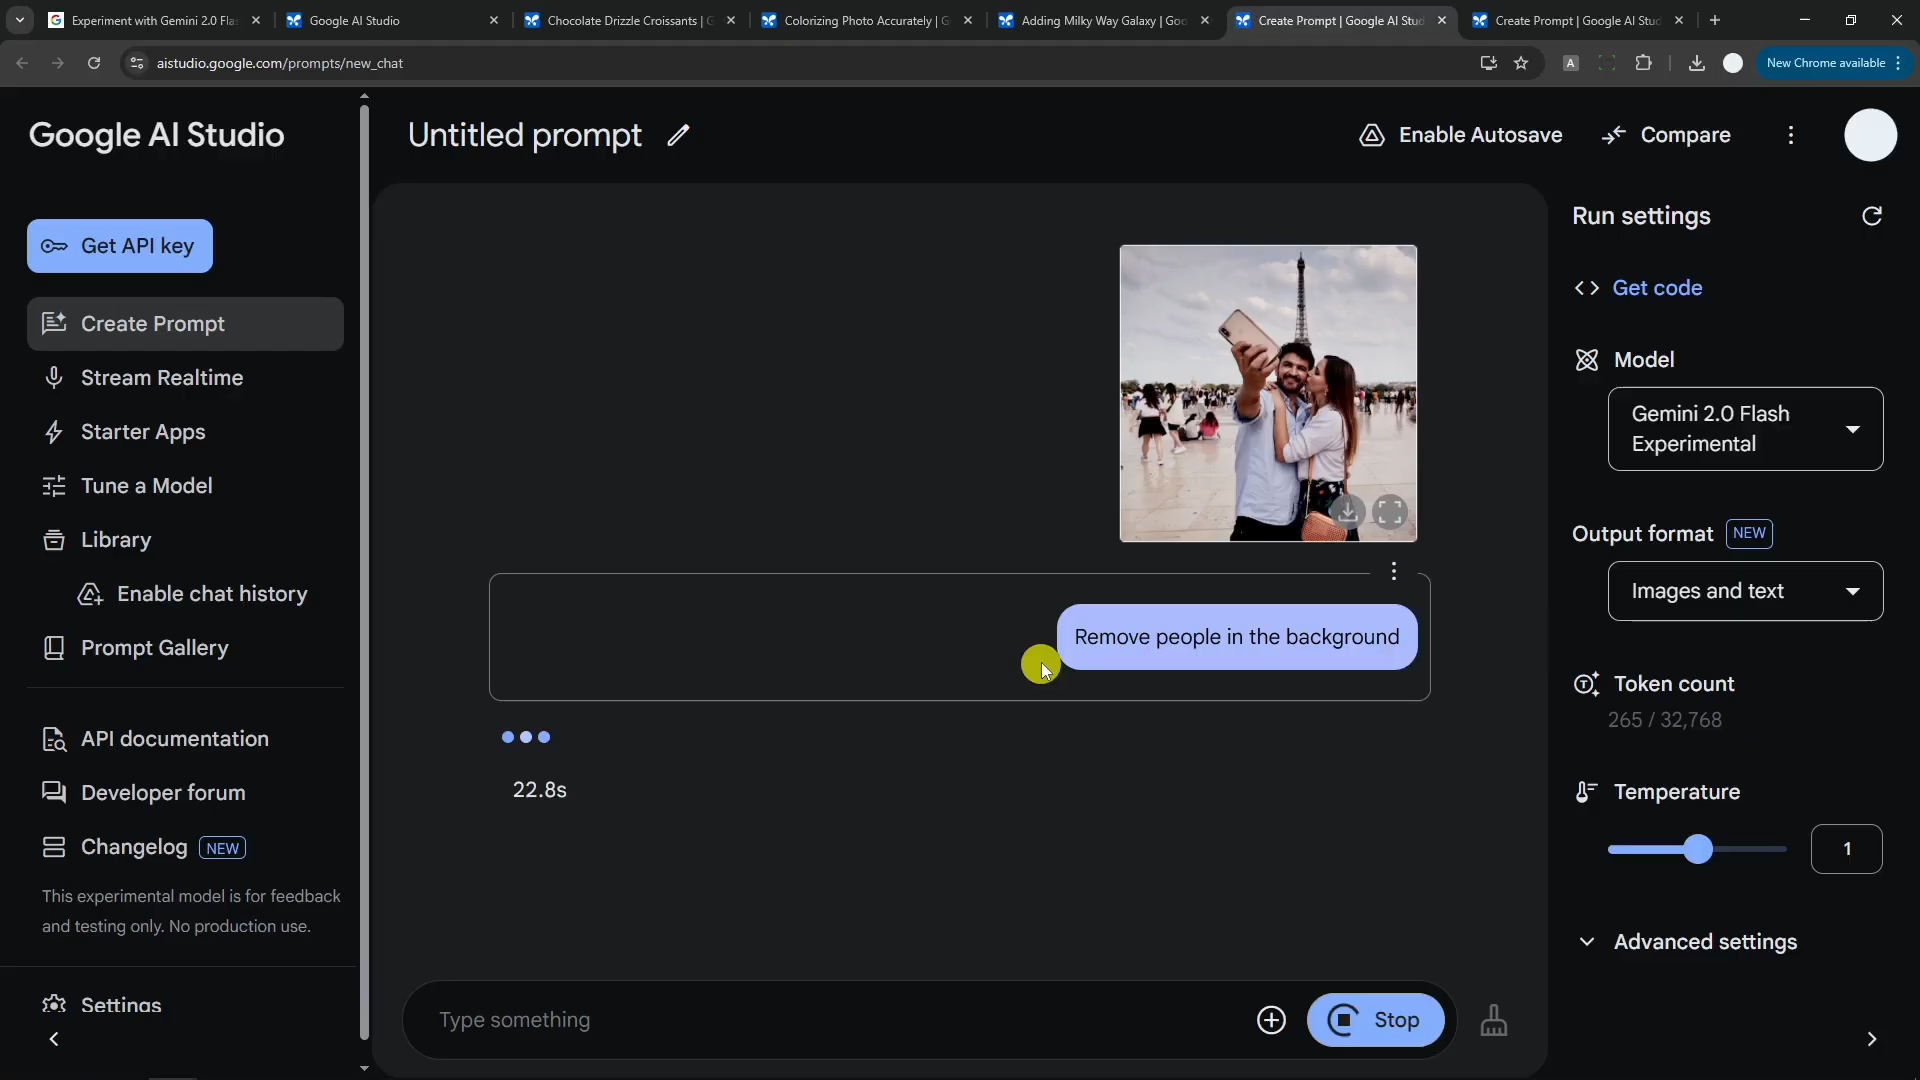 Experiment with Gemini 2.0 Fla
Google AI Studio
Chocolate Drizzle Croissants | G
Colorizing Photo Accurately | G
Adding Milky Way Galaxy | Goo
Create Prompt | Google AI Stud
Create Prompt | Google AI Stud
aistudio.google.com/prompts/new_chat
A
New Chrome available
Google AI Studio
Untitled prompt
Enable Autosave
Compare
Get API key
Create Prompt
Stream Realtime
Starter Apps
Tune a Model
Library
Enable chat history
Prompt Gallery
API documentation
Developer forum
Changelog NEW
This experimental model is for feedback
and testing only. No production use.
Settings
Remove people in the background
22.8s
Type something
Stop
Run settings
Get code
Model
Gemini 2.0 Flash
Experimental
Output format NEW
Images and text
Token count
265 / 32,768
Temperature
1
Advanced settings